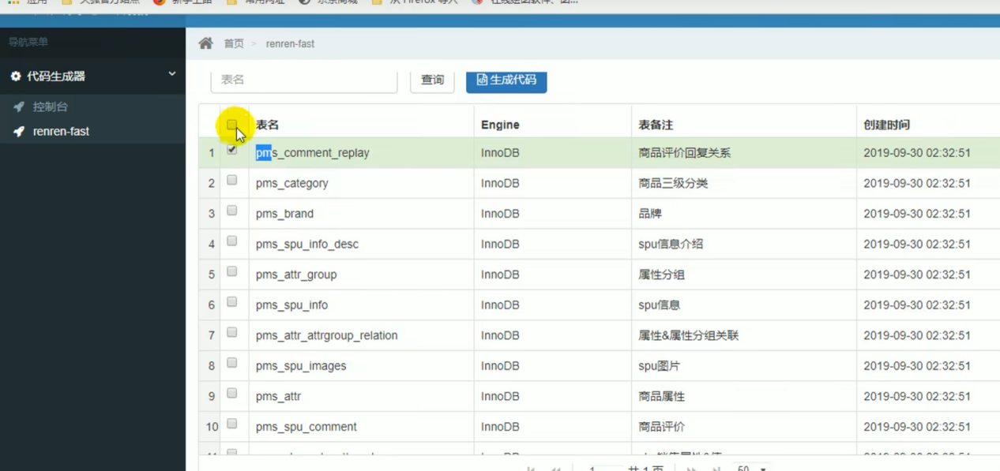 导航菜单
代码生成器
控制台
renren-fast
首页 > renren-fast
表名 查询 生成代码
表名 Engine 表备注 创建时间
1 pms_comment_replay InnoDB 商品评价回复关系 2019-09-30 02:32:51
2 pms_category InnoDB 商品三级分类 2019-09-30 02:32:51
3 pms_brand InnoDB 品牌 2019-09-30 02:32:51
4 pms_spu_info_desc InnoDB spu信息介绍 2019-09-30 02:32:51
5 pms_attr_group InnoDB 属性分组 2019-09-30 02:32:51
6 pms_spu_info InnoDB spu信息 2019-09-30 02:32:51
7 pms_attr_attrgroup_relation InnoDB 属性&属性分组关联 2019-09-30 02:32:51
8 pms_spu_images InnoDB spu图片 2019-09-30 02:32:51
9 pms_attr InnoDB 商品属性 2019-09-30 02:32:51
10 pms_spu_comment InnoDB 商品评价 2019-09-30 02:32:51
1 共 1 页 50